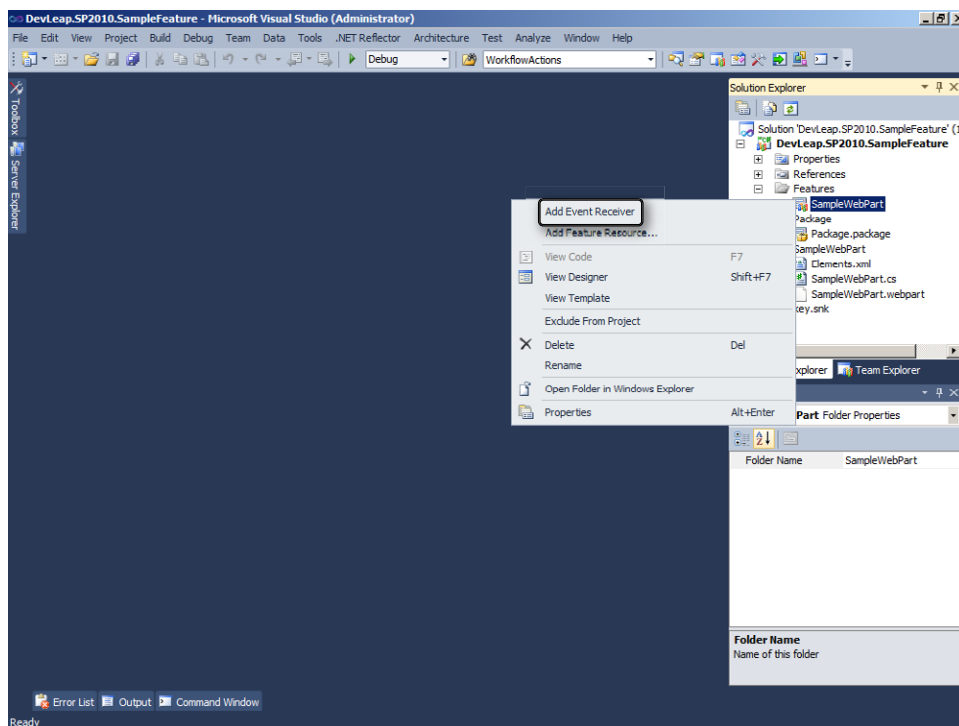 DevLeap.SP2010.SampleFeature - Microsoft Visual Studio (Administrator)
File Edit View Project Build Debug Team Data Tools .NET Reflector Architecture Test Analyze Window Help
Debug WorkflowActions
Toolbox
Server Explorer
Solution Explorer
Solution 'DevLeap.SP2010.SampleFeature' (1
DevLeap.SP2010.SampleFeature
Properties
References
Features
SampleWebPart
Package
Package.package
SampleWebPart
Elements.xml
SampleWebPart.cs
SampleWebPart.webpart
key.snk
Add Event Receiver
Add Feature Resource...
View Code F7
View Designer Shift+F7
View Template
Exclude From Project
Delete Del
Rename
Open Folder in Windows Explorer
Properties Alt+Enter
xplorer Team Explorer
Part Folder Properties
Folder Name SampleWebPart
Folder Name
Name of this folder
Error List Output Command Window
Ready